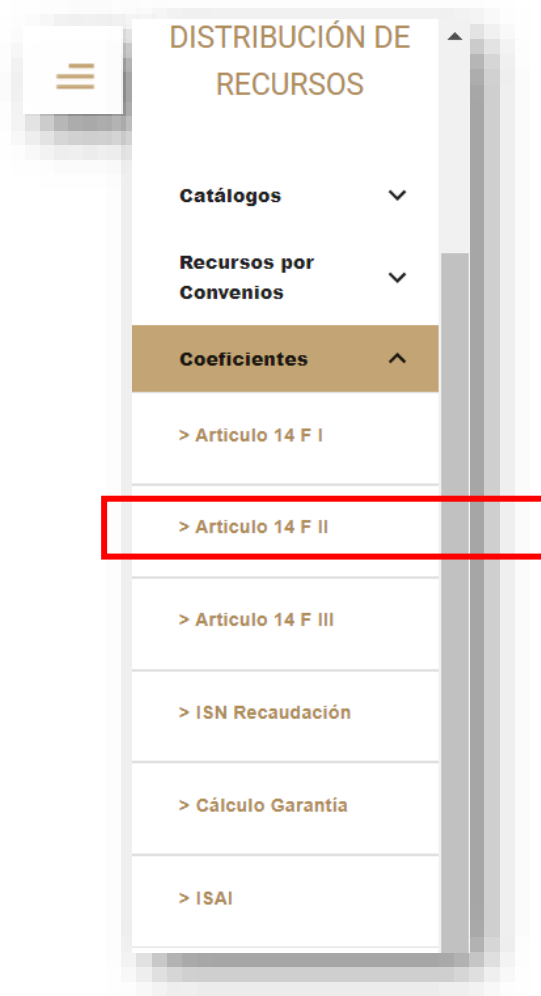 DISTRIBUCIÓN DE
RECURSOS
Catálogos
Recursos por
Convenios
Coeficientes
> Articulo 14 F I
> Articulo 14 F II
> Articulo 14 F III
> ISN Recaudación
> Cálculo Garantía
> ISAI